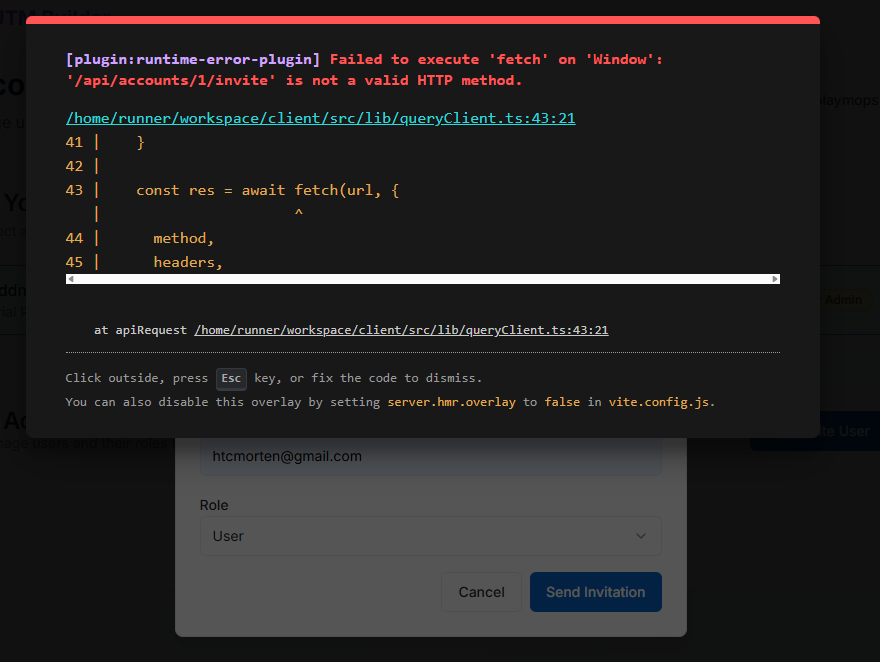 [plugin:runtime-error-plugin] Failed to execute 'fetch' on 'Window':
'/api/accounts/1/invite' is not a valid HTTP method.
/home/runner/workspace/client/src/lib/queryClient.ts:43:21
41 |    }
42 |
43 |    const res = await fetch(url, {
   |                      ^
44 |      method,
45 |      headers,
at apiRequest /home/runner/workspace/client/src/lib/queryClient.ts:43:21
Click outside, press Esc key, or fix the code to dismiss.
You can also disable this overlay by setting server.hmr.overlay to false in vite.config.js.
Admin
User
htcmorten@gmail.com
Role
User
Cancel
Send Invitation